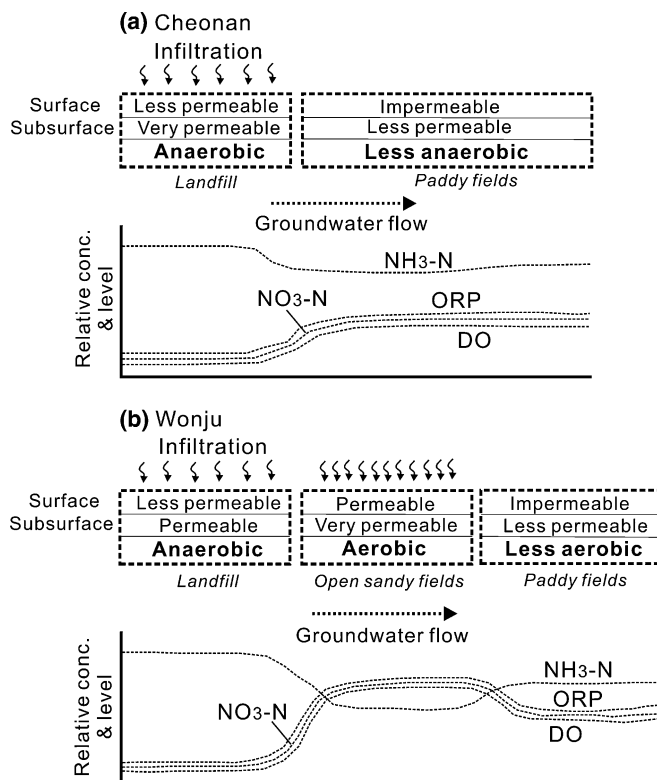 (a) Cheonan
Infiltration
Surface
Less permeable
Impermeable
Subsurface
Very permeable
Less permeable
Anaerobic
Less anaerobic
Landfill
Paddy fields
Groundwater flow
Relative conc.
& level
NH3-N
NO3-N
ORP
DO
(b) Wonju
Infiltration
Surface
Less permeable
Permeable
Impermeable
Subsurface
Permeable
Very permeable
Less permeable
Anaerobic
Aerobic
Less aerobic
Landfill
Open sandy fields
Paddy fields
Groundwater flow
Relative conc.
& level
NH3-N
NO3-N
ORP
DO